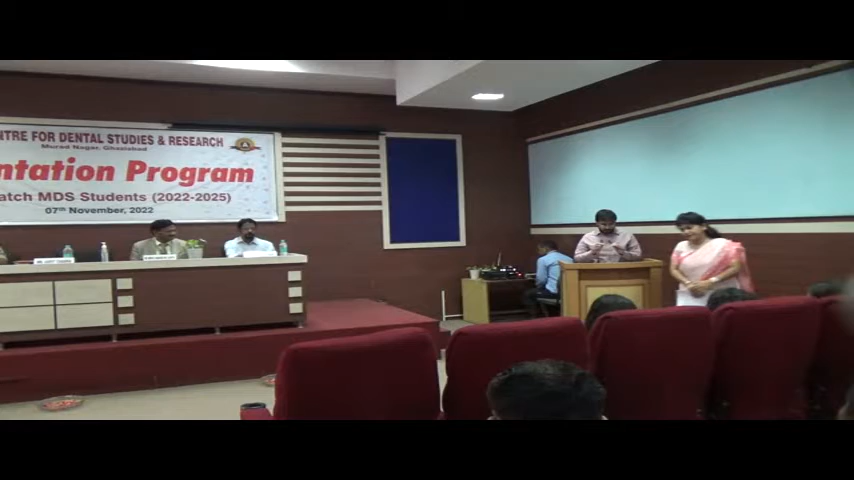 NTRE FOR DENTAL STUDIES & RESEARCH
Murad Nagar, Ghaziabad
ntation Program
atch MDS Students (2022-2025)
07th November, 2022